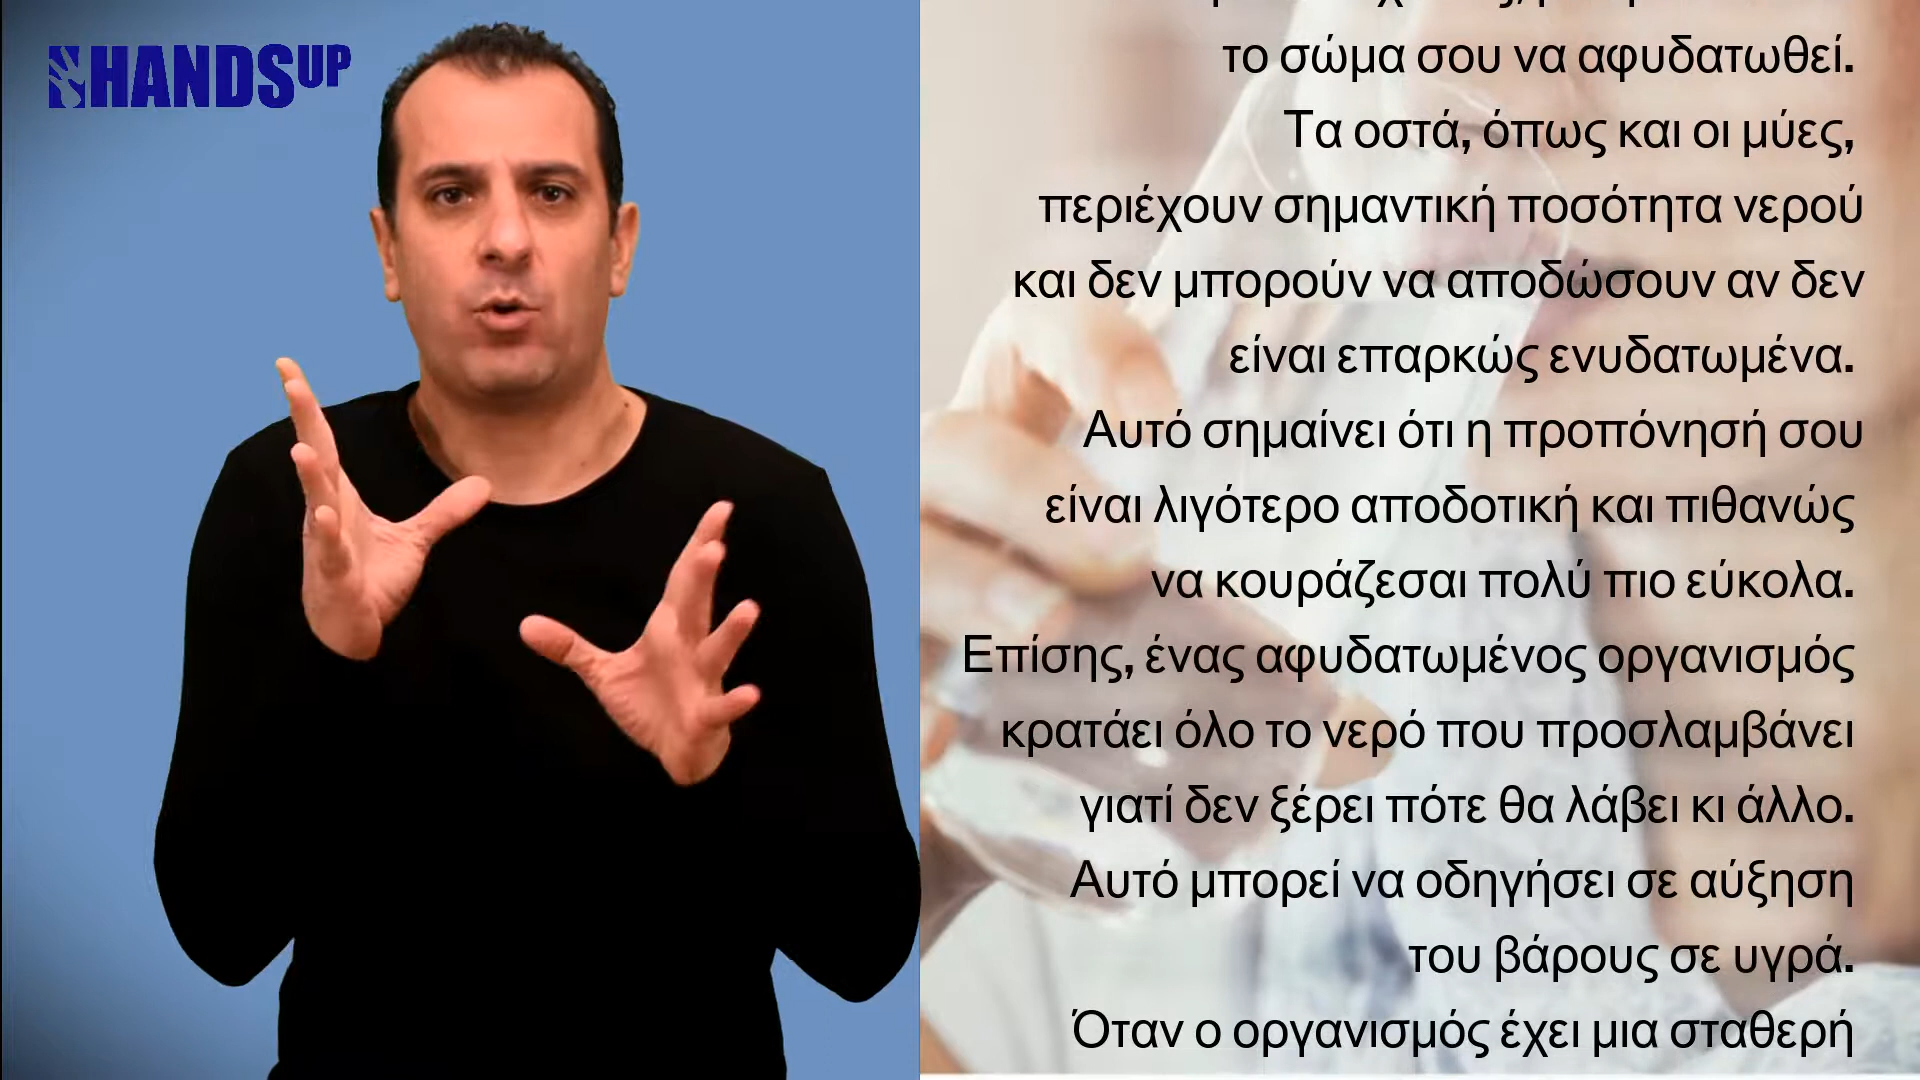 HANDSUP
το σώμα σου να αφυδατωθεί.
Τα οστά, όπως και οι μύες,
περιέχουν σημαντική ποσότητα νερού
και δεν μπορούν να αποδώσουν αν δεν
είναι επαρκώς ενυδατωμένα.
Αυτό σημαίνει ότι η προπόνησή σου
είναι λιγότερο αποδοτική και πιθανώς
να κουράζεσαι πολύ πιο εύκολα.
Επίσης, ένας αφυδατωμένος οργανισμός
κρατάει όλο το νερό που προσλαμβάνει
γιατί δεν ξέρει πότε θα λάβει κι άλλο.
Αυτό μπορεί να οδηγήσει σε αύξηση
του βάρους σε υγρά.
Όταν ο οργανισμός έχει μια σταθερή